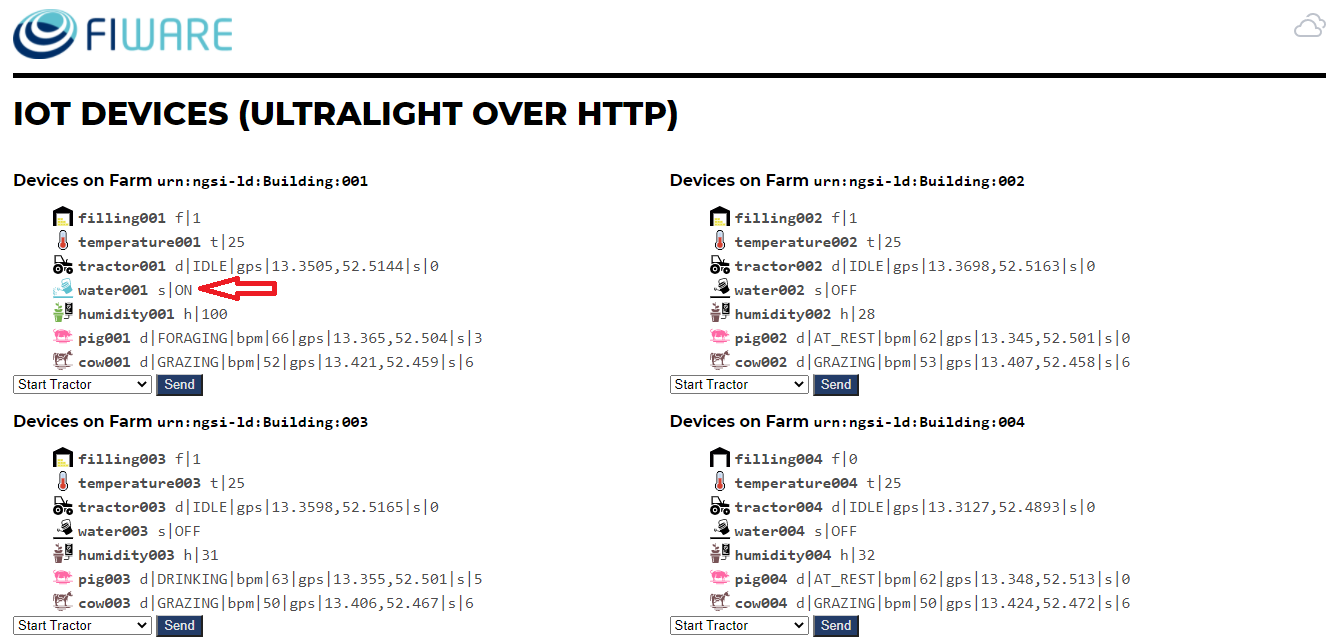 FIWARE
IOT DEVICES (ULTRALIGHT OVER HTTP)
Devices on Farm urn:ngsi-ld:Building:001
filling001 f|1
temperature001 t|25
tractor001 d|IDLE|gps|13.3505,52.5144|s|0
water001 s|ON
humidity001 h|100
pig001 d|FORAGING|bpm|66|gps|13.365,52.504|s|3
cow001 d|GRAZING|bpm|52|gps|13.421,52.459|s|6
Start Tractor Send
Devices on Farm urn:ngsi-ld:Building:002
filling002 f|1
temperature002 t|25
tractor002 d|IDLE|gps|13.3698,52.5163|s|0
water002 s|OFF
humidity002 h|28
pig002 d|AT_REST|bpm|62|gps|13.345,52.501|s|0
cow002 d|GRAZING|bpm|53|gps|13.407,52.458|s|6
Start Tractor Send
Devices on Farm urn:ngsi-ld:Building:003
filling003 f|1
temperature003 t|25
tractor003 d|IDLE|gps|13.3598,52.5165|s|0
water003 s|OFF
humidity003 h|31
pig003 d|DRINKING|bpm|63|gps|13.355,52.501|s|5
cow003 d|GRAZING|bpm|50|gps|13.406,52.467|s|6
Start Tractor Send
Devices on Farm urn:ngsi-ld:Building:004
filling004 f|0
temperature004 t|25
tractor004 d|IDLE|gps|13.3127,52.4893|s|0
water004 s|OFF
humidity004 h|32
pig004 d|AT_REST|bpm|62|gps|13.348,52.513|s|0
cow004 d|GRAZING|bpm|50|gps|13.424,52.472|s|6
Start Tractor Send